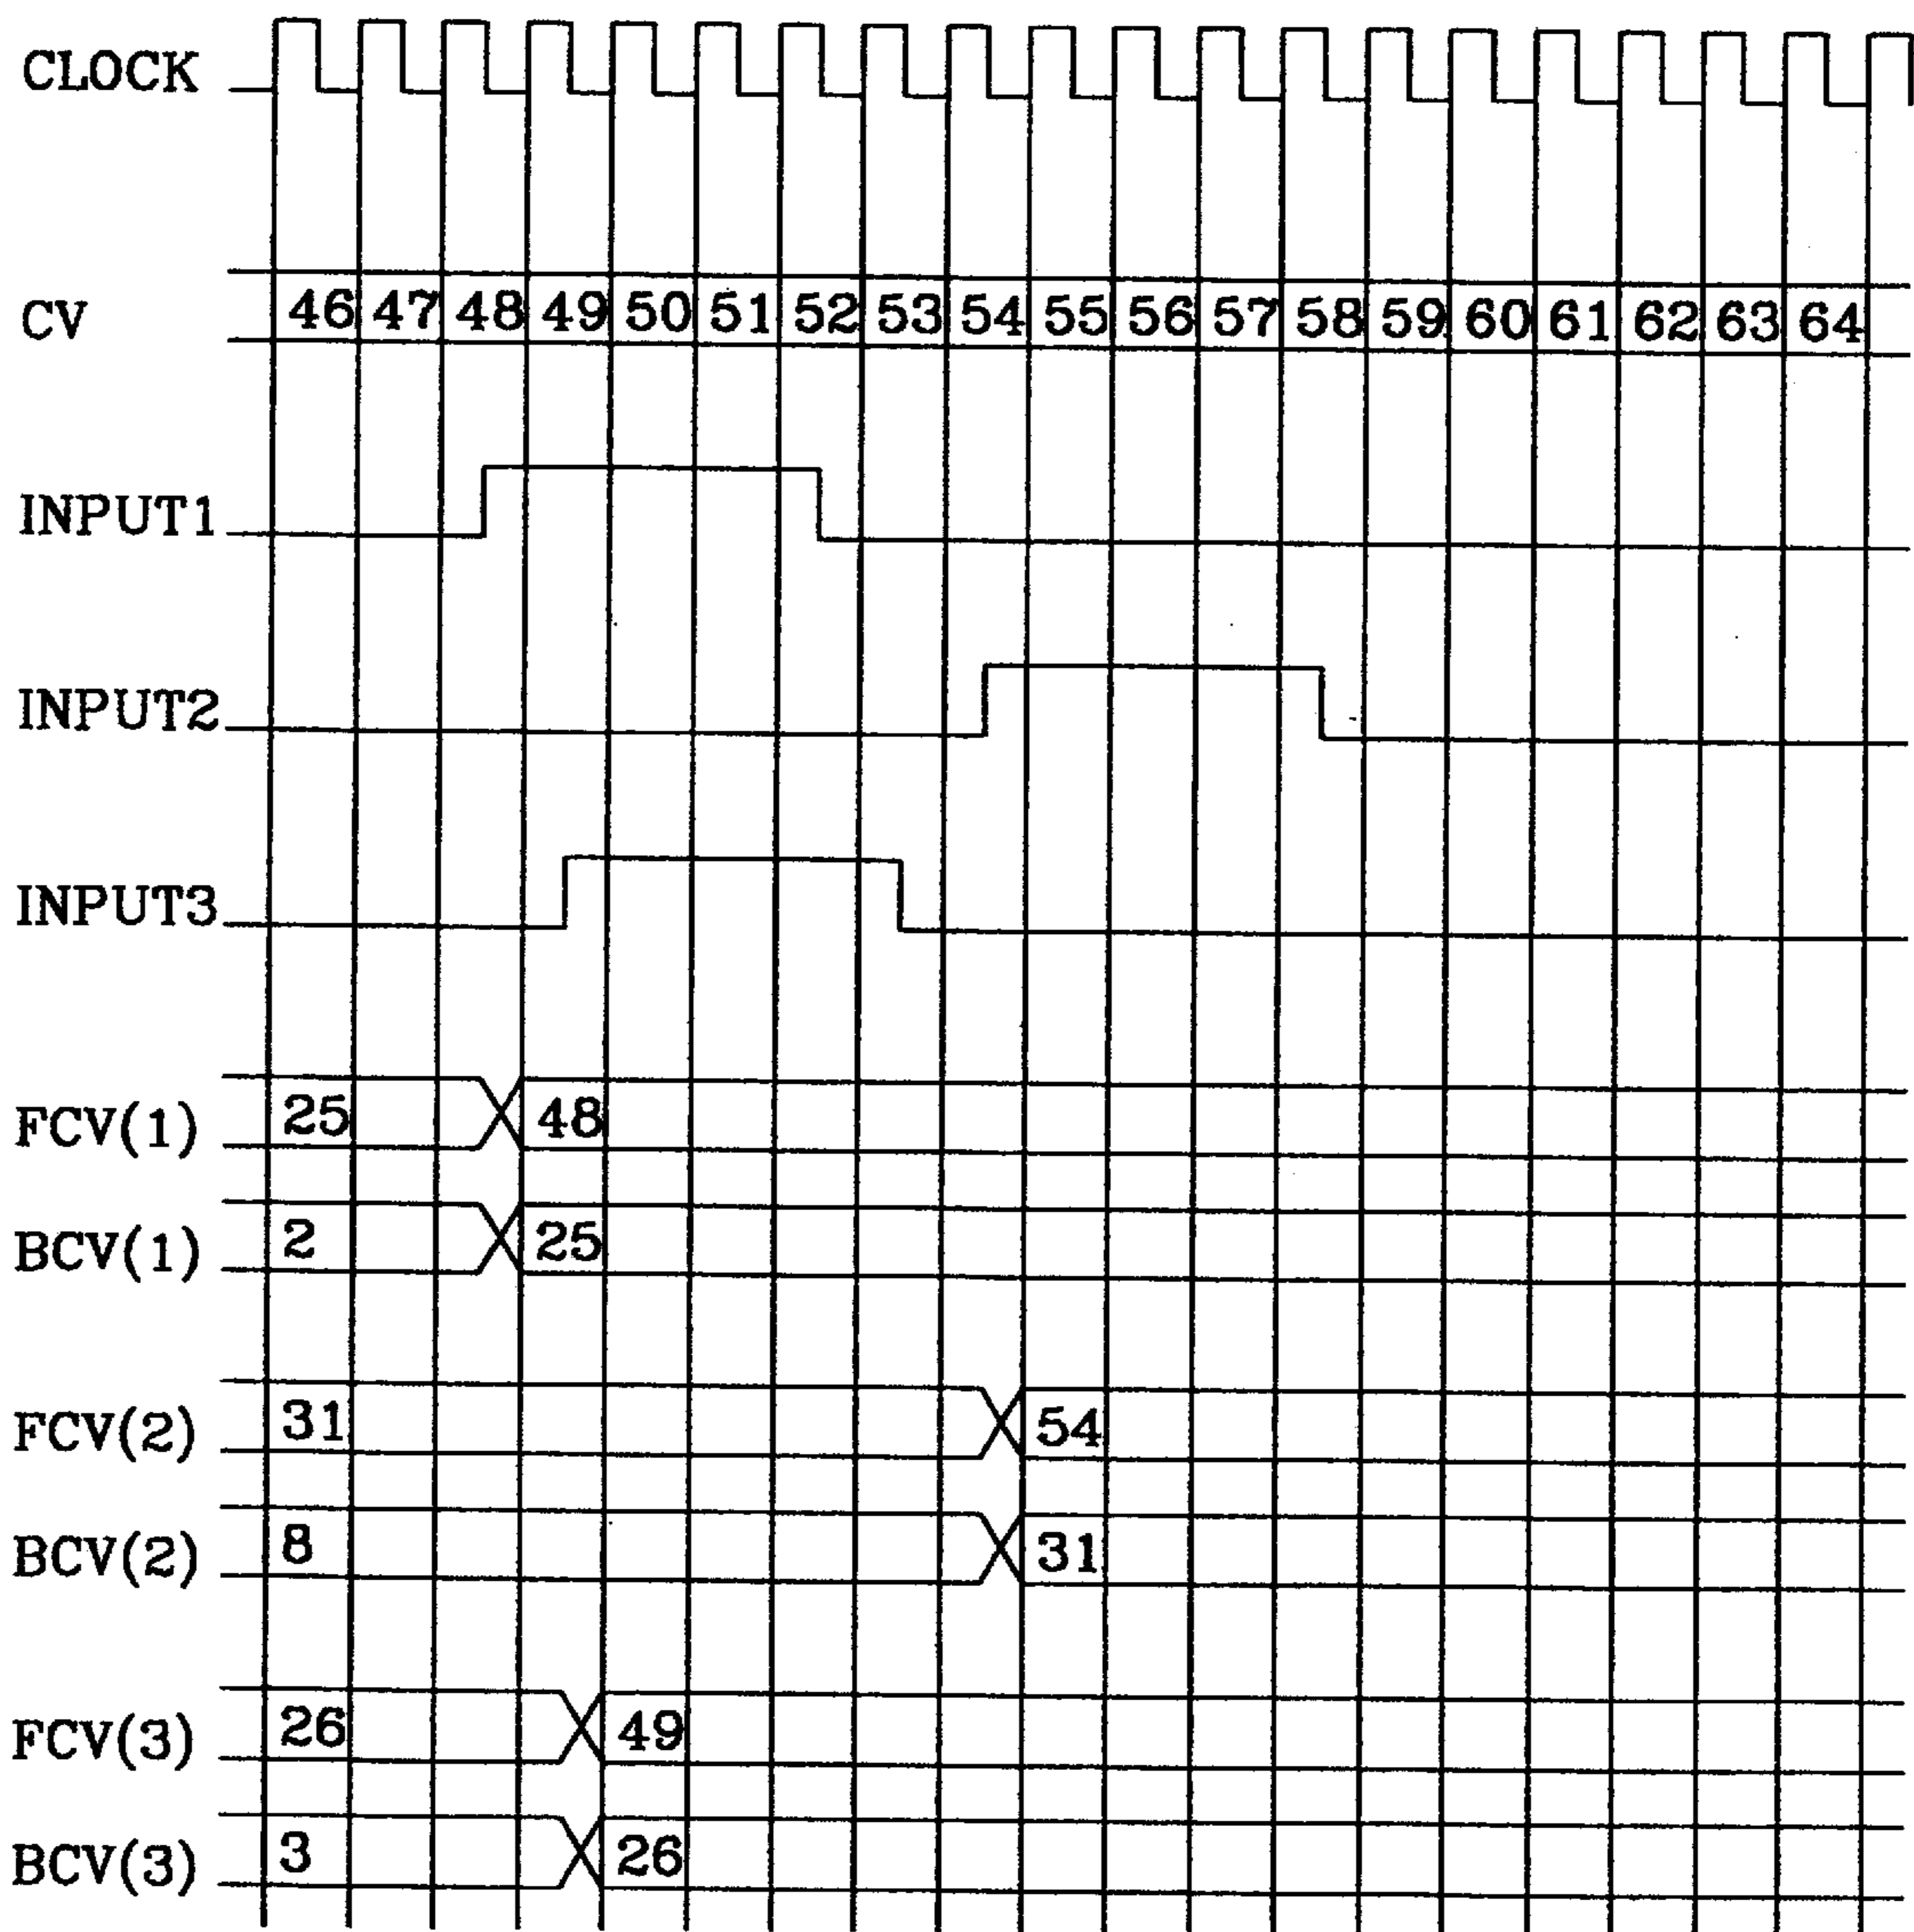 CLOCK
CV 46 47 48 49 50 51 52 53 54 55 56 57 58 59 60 61 62 63 64
INPUT1
INPUT2
INPUT3
FCV(1) 25 48
BCV(1) 2 25
FCV(2) 31 54
BCV(2) 8 31
FCV(3) 26 49
BCV(3) 3 26